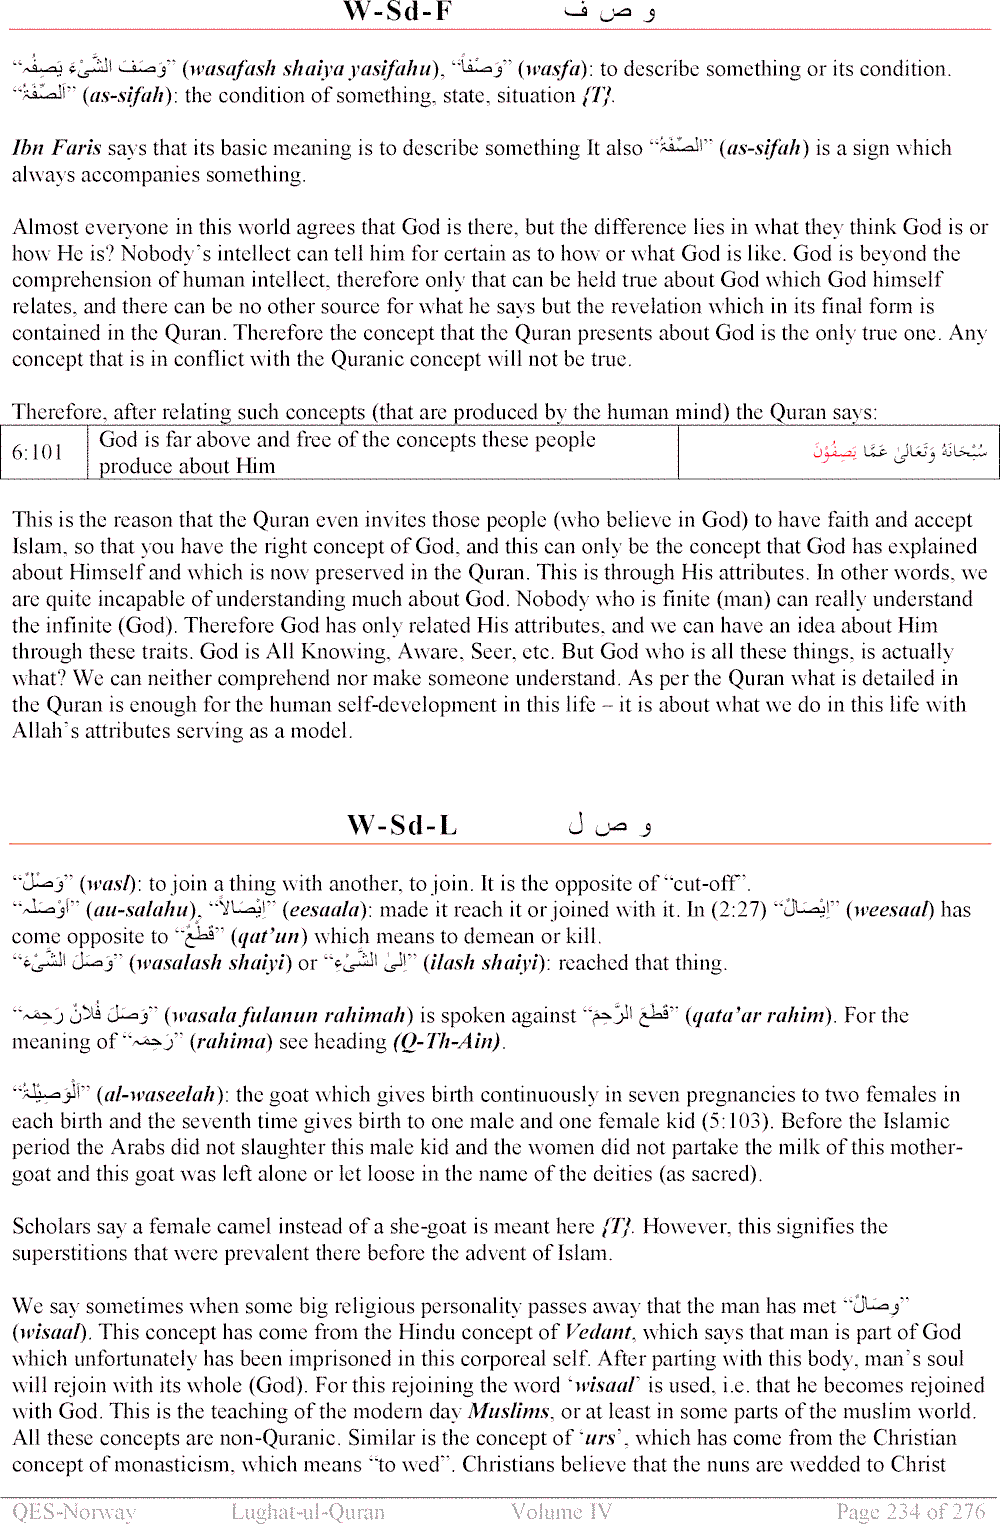 W-Sd-F و ص ف
“وَصَفَ الشَّیْءَ یَصِفُہٗ” (wasafash shaiya yasifahu), “وَصْفاً” (wasfa): to describe something or its condition.
“اَلصِّفَۃُ” (as-sifah): the condition of something, state, situation {T}.
Ibn Faris says that its basic meaning is to describe something It also “الصِّفَۃُ” (as-sifah) is a sign which
always accompanies something.
Almost everyone in this world agrees that God is there, but the difference lies in what they think God is or
how He is? Nobody’s intellect can tell him for certain as to how or what God is like. God is beyond the
comprehension of human intellect, therefore only that can be held true about God which God himself
relates, and there can be no other source for what he says but the revelation which in its final form is
contained in the Quran. Therefore the concept that the Quran presents about God is the only true one. Any
concept that is in conflict with the Quranic concept will not be true.
Therefore, after relating such concepts (that are produced by the human mind) the Quran says:
6:101 God is far above and free of the concepts these people
produce about Him
سُبْحَانَهُ وَتَعَالىٰ عَمَّا یَصِفُوْنَ
This is the reason that the Quran even invites those people (who believe in God) to have faith and accept
Islam, so that you have the right concept of God, and this can only be the concept that God has explained
about Himself and which is now preserved in the Quran. This is through His attributes. In other words, we
are quite incapable of understanding much about God. Nobody who is finite (man) can really understand
the infinite (God). Therefore God has only related His attributes, and we can have an idea about Him
through these traits. God is All Knowing, Aware, Seer, etc. But God who is all these things, is actually
what? We can neither comprehend nor make someone understand. As per the Quran what is detailed in
the Quran is enough for the human self-development in this life – it is about what we do in this life with
Allah’s attributes serving as a model.
W-Sd-L و ص ل
“وَصْلٌ” (wasl): to join a thing with another, to join. It is the opposite of “cut-off”.
“اَوْصَلَہٗ” (au-salahu), “اِیْصَالاً” (eesaala): made it reach it or joined with it. In (2:27) “اِیْصَالٌ” (weesaal) has
come opposite to “قَطْعٌ” (qat’un) which means to demean or kill.
“وَصَلَ الشَّیْءَ” (wasalash shaiyi) or “اِلىَ الشَّیْءِ” (ilash shaiyi): reached that thing.
“وَصَلَ فُلَانٌ رَحِمَہٗ” (wasala fulanun rahimah) is spoken against “قَطَعَ الرَّحِمَ” (qata’ar rahim). For the
meaning of “رَحِمَہٗ” (rahima) see heading (Q-Th-Ain).
“اَلْوَصِیْلَۃُ” (al-waseelah): the goat which gives birth continuously in seven pregnancies to two females in
each birth and the seventh time gives birth to one male and one female kid (5:103). Before the Islamic
period the Arabs did not slaughter this male kid and the women did not partake the milk of this mother-
goat and this goat was left alone or let loose in the name of the deities (as sacred).
Scholars say a female camel instead of a she-goat is meant here {T}. However, this signifies the
superstitions that were prevalent there before the advent of Islam.
We say sometimes when some big religious personality passes away that the man has met “وِصَالٌ”
(wisaal). This concept has come from the Hindu concept of Vedant, which says that man is part of God
which unfortunately has been imprisoned in this corporeal self. After parting with this body, man’s soul
will rejoin with its whole (God). For this rejoining the word ‘wisaal’ is used, i.e. that he becomes rejoined
with God. This is the teaching of the modern day Muslims, or at least in some parts of the muslim world.
All these concepts are non-Quranic. Similar is the concept of ‘urs’, which has come from the Christian
concept of monasticism, which means “to wed”. Christians believe that the nuns are wedded to Christ
QES-Norway Lughat-ul-Quran Volume IV Page 234 of 276